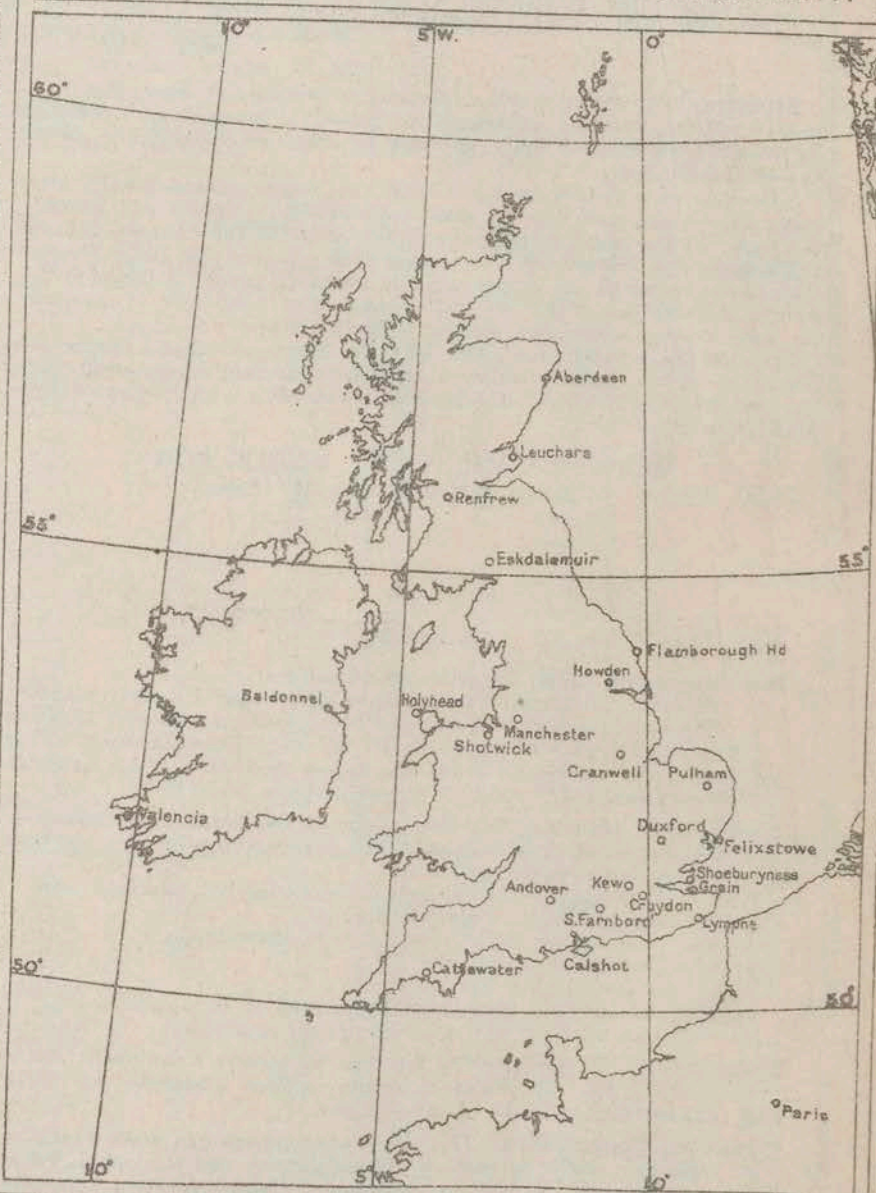 10°
5°W.
0°
5°
60°
Aberdeen
Leuchars
Renfrew
55°
Eskdalemuir
55°
Flamborough Hd
Howden
Baldonnel
Holyhead
Manchester
Shotwick
Cranwell
Pulham
Valencia
Duxford
Felixstowe
Shoeburyness
Kew
Grain
Andover
Croydon
S.Farnboro
Lympne
Calshot
Cattewater
50°
50°
Paris
10°
5°W.
0°